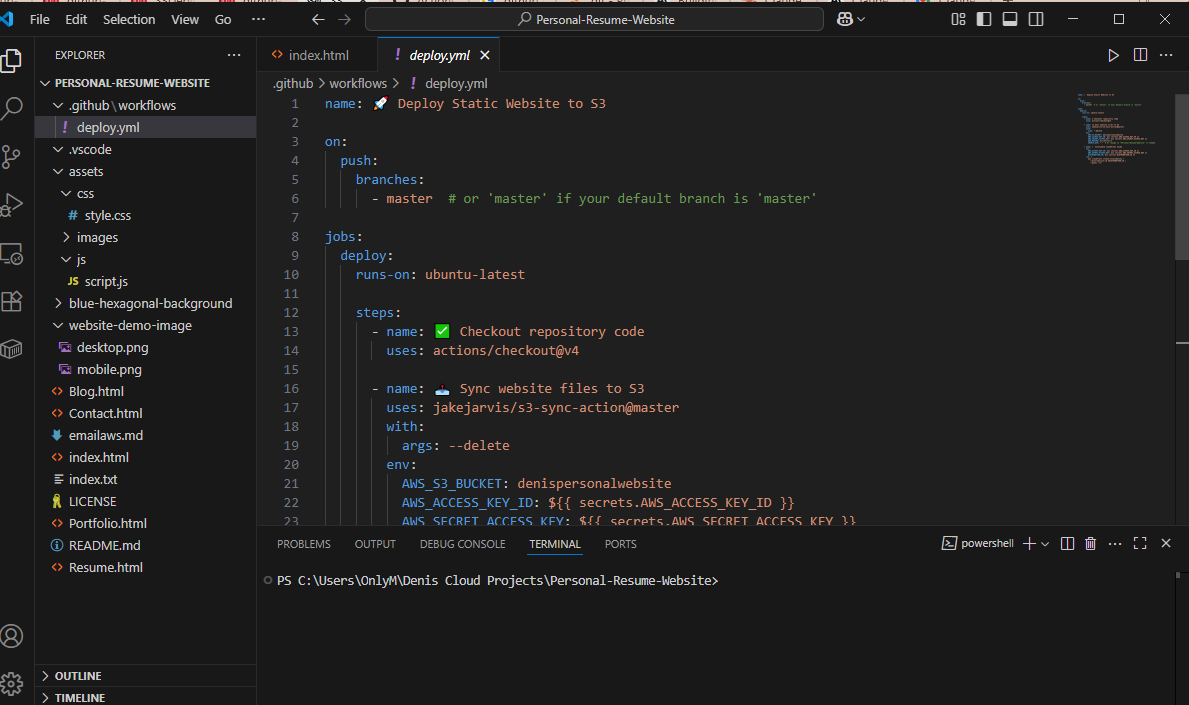 File Edit Selection View Go ··· Personal-Resume-Website
EXPLORER ···
PERSONAL-RESUME-WEBSITE
.github\workflows
! deploy.yml
.vscode
assets
css
# style.css
images
js
JS script.js
blue-hexagonal-background
website-demo-image
desktop.png
mobile.png
<> Blog.html
<> Contact.html
emailaws.md
<> index.html
index.txt
LICENSE
<> Portfolio.html
README.md
<> Resume.html
OUTLINE
TIMELINE
<> index.html ! deploy.yml
.github > workflows > ! deploy.yml
1 name: 🚀 Deploy Static Website to S3
2
3 on:
4 push:
5 branches:
6 - master # or 'master' if your default branch is 'master'
7
8 jobs:
9 deploy:
10 runs-on: ubuntu-latest
11
12 steps:
13 - name: ✅ Checkout repository code
14 uses: actions/checkout@v4
15
16 - name: 📤 Sync website files to S3
17 uses: jakejarvis/s3-sync-action@master
18 with:
19 args: --delete
20 env:
21 AWS_S3_BUCKET: denispersonalwebsite
22 AWS_ACCESS_KEY_ID: ${{ secrets.AWS_ACCESS_KEY_ID }}
23 AWS_SECRET_ACCESS_KEY: ${{ secrets.AWS_SECRET_ACCESS_KEY }}
PROBLEMS OUTPUT DEBUG CONSOLE TERMINAL PORTS powershell
PS C:\Users\OnlyM\Denis Cloud Projects\Personal-Resume-Website>